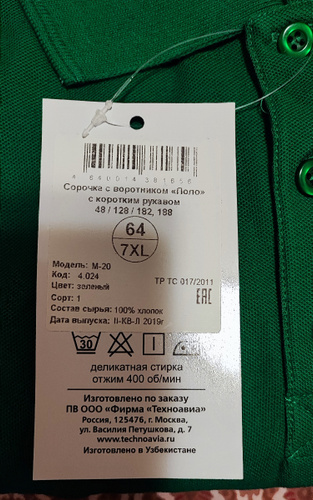 4 640014 381656
Сорочка с воротником «Поло»
с коротким рукавом
48 / 128 / 182, 188
64
7XL
Модель: М-20
Код: 4.024
ТР ТС 017/2011
Цвет: зеленый
EAC
Сорт: 1
Состав сырья: 100% хлопок
Дата выпуска: II-КВ-Л 2019г
30
деликатная стирка
отжим 400 об/мин
Изготовлено по заказу
ПВ ООО «Фирма «Техноавиа»
Россия, 125476, г. Москва,
ул. Василия Петушкова, д. 7
www.technoavia.ru
Изготовлено в Узбекистане